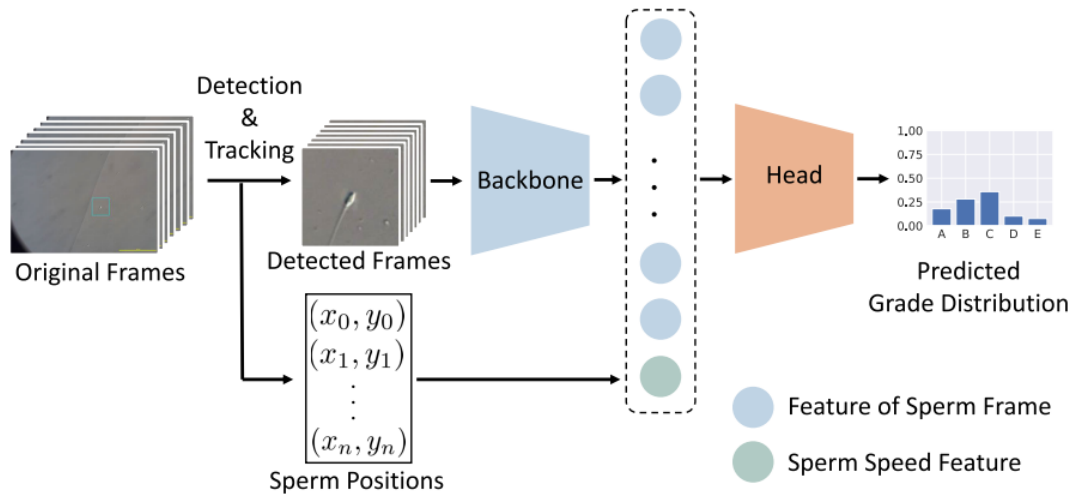 Original Frames
Detection
&
Tracking
Detected Frames
(x₀, y₀)
(x₁, y₁)
⋮
(xₙ, yₙ)
Sperm Positions
Backbone
Head
1.00
0.75
0.50
0.25
0.00
A B C D E
Predicted
Grade Distribution
Feature of Sperm Frame
Sperm Speed Feature